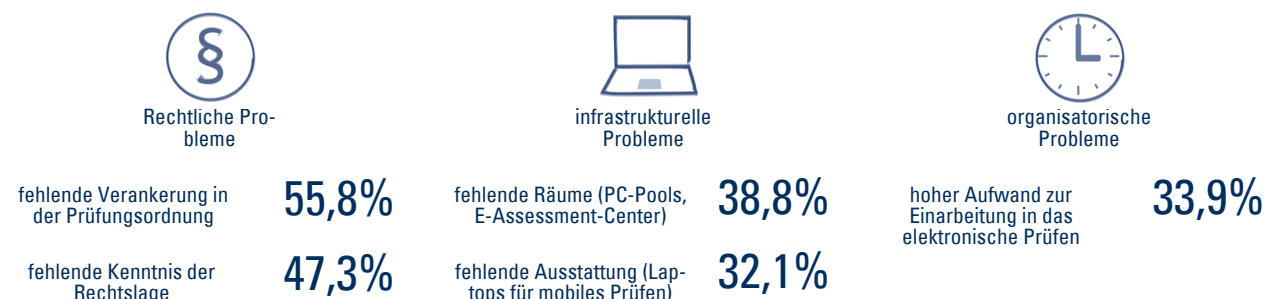 §
Rechtliche Pro-
bleme
fehlende Verankerung in
der Prüfungsordnung
55,8%
fehlende Kenntnis der
Rechtslage
47,3%
infrastrukturelle
Probleme
fehlende Räume (PC-Pools,
E-Assessment-Center)
38,8%
fehlende Ausstattung (Lap-
tops für mobiles Prüfen)
32,1%
organisatorische
Probleme
hoher Aufwand zur
Einarbeitung in das
elektronische Prüfen
33,9%